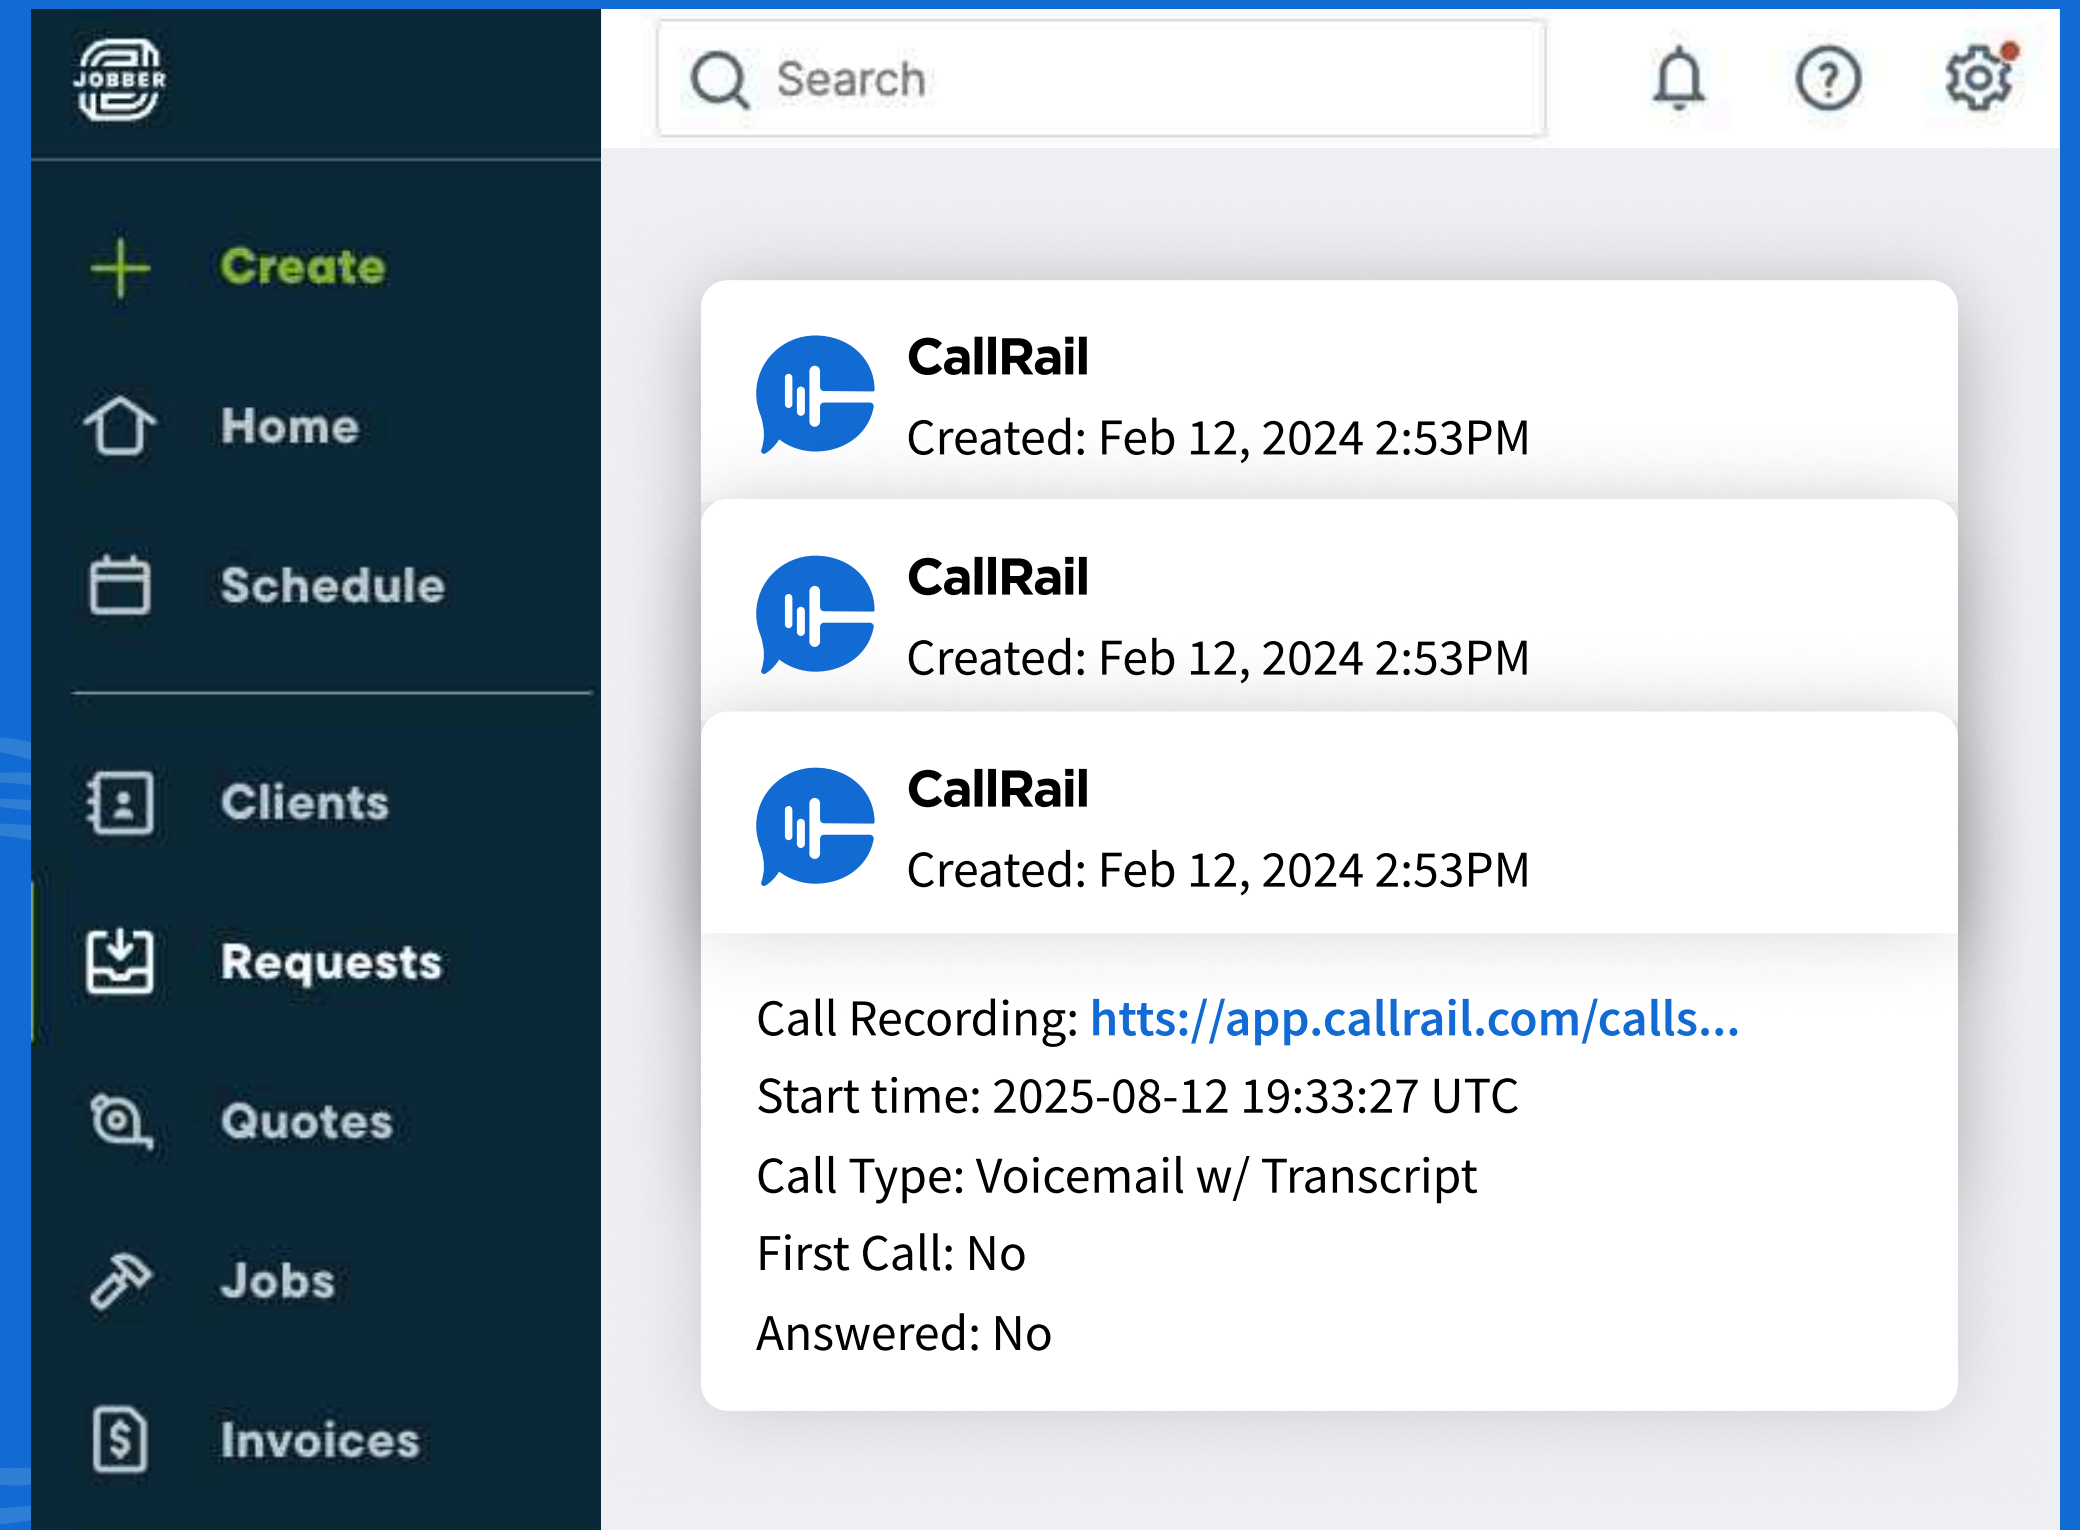 JOBBER
Search
Create
Home
Schedule
Clients
Requests
Quotes
Jobs
Invoices
CallRail
Created: Feb 12, 2024 2:53PM
CallRail
Created: Feb 12, 2024 2:53PM
CallRail
Created: Feb 12, 2024 2:53PM
Call Recording: htts://app.callrail.com/calls...
Start time: 2025-08-12 19:33:27 UTC
Call Type: Voicemail w/ Transcript
First Call: No
Answered: No